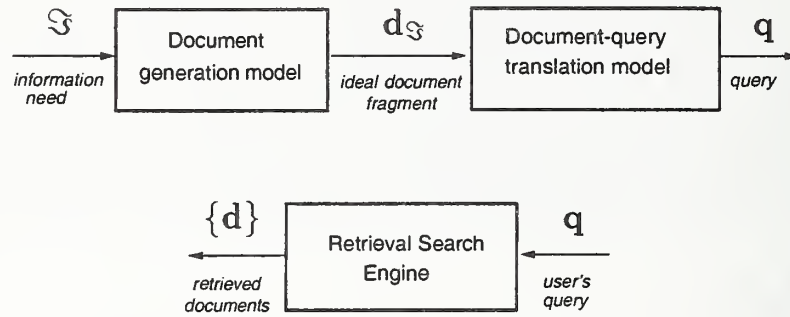 ℑ
information
need
Document
generation model
d_ℑ
ideal document
fragment
Document-query
translation model
q
query
{d}
retrieved
documents
Retrieval Search
Engine
q
user's
query